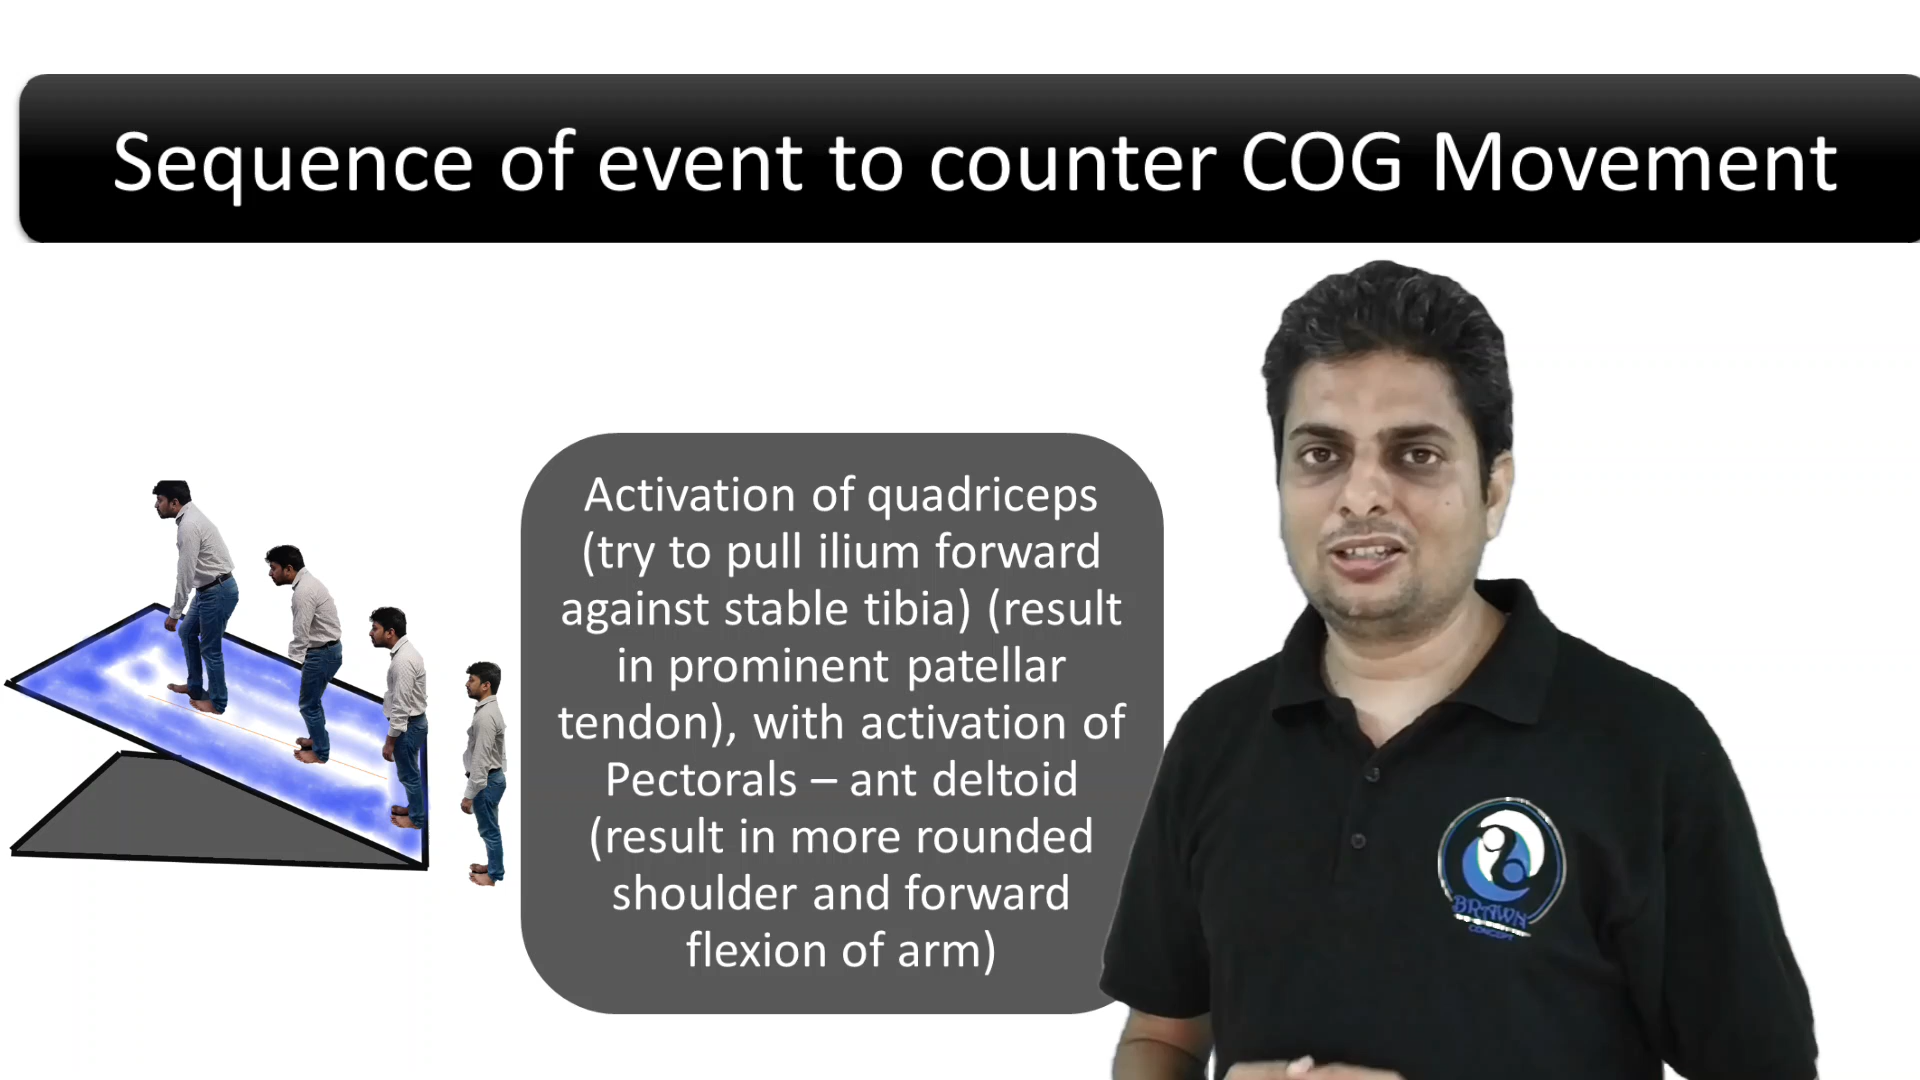 Sequence of event to counter COG Movement
Activation of quadriceps
(try to pull ilium forward
against stable tibia) (result
in prominent patellar
tendon), with activation of
Pectorals – ant deltoid
(result in more rounded
shoulder and forward
flexion of arm)
BRAWN
CONCEPT